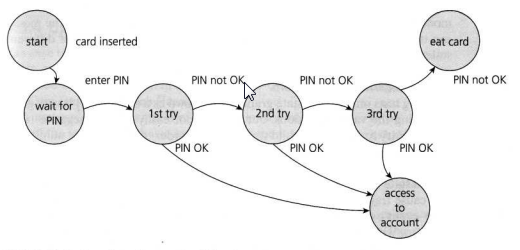 start
card inserted
eat card
enter PIN
PIN not OK
PIN not OK
PIN not OK
wait for
PIN
1st try
2nd try
3rd try
PIN OK
PIN OK
PIN OK
access
to
account